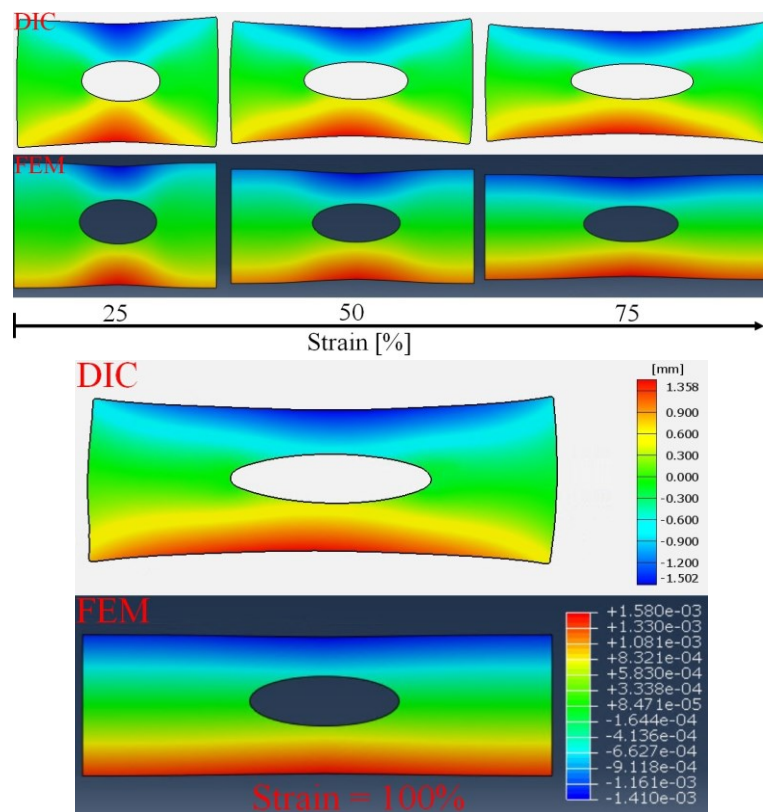 DIC
FEM
25 50 75
Strain [%]
DIC
[mm]
1.358
0.900
0.600
0.000
-0.300
-0.600
-0.900
-1.200
-1.502
FEM
+1.580e-03
+1.330e-03
+1.081e-03
+8.321e-04
+5.830e-04
+3.338e-04
+8.471e-05
-1.644e-04
-4.136e-04
-6.627e-04
-9.118e-04
-1.161e-03
-1.410e-03
Strain = 100%